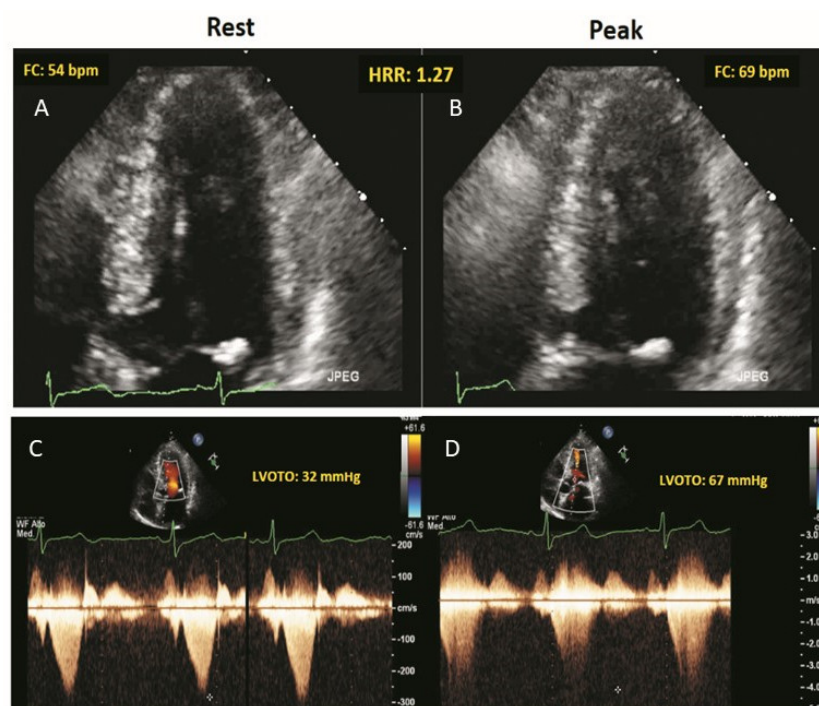 Rest
Peak
FC: 54 bpm
HRR: 1.27
FC: 69 bpm
A
B
JPEG
JPEG
C
D
LVOTO: 32 mmHg
LVOTO: 67 mmHg
+61.6
-61.6
cm/s
WF Alto
Med
200
100
cm/s
-100
-200
-300
WF Alto
Med
3.0
2.0
1.0
m/s
-1.0
-2.0
-3.0
-4.0